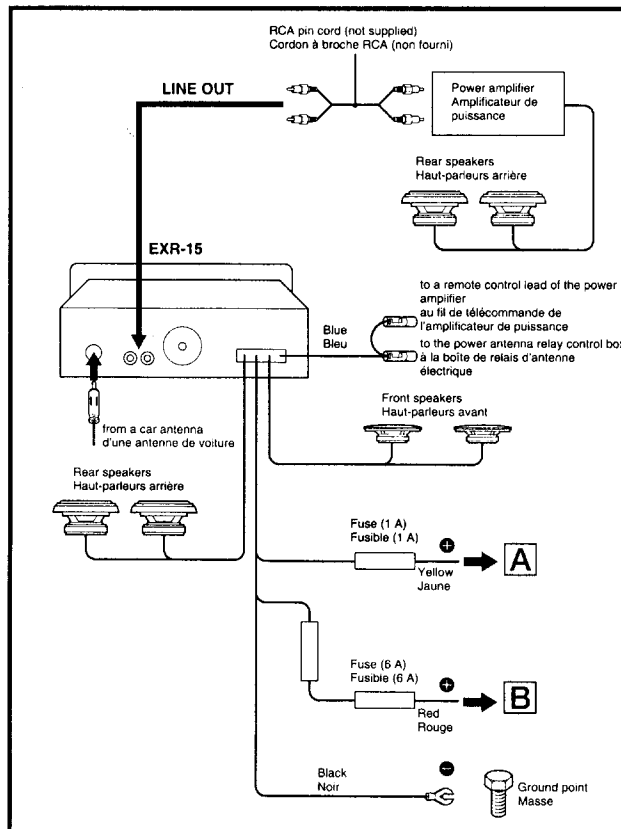 RCA pin cord (not supplied)
Cordon à broche RCA (non fourni)
LINE OUT
Power amplifier
Amplificateur de
puissance
Rear speakers
Haut-parleurs arrière
EXR-15
to a remote control lead of the power
amplifier
au fil de télécommande de
l'amplificateur de puissance
Blue
Bleu
to the power antenna relay control box
à la boîte de relais d'antenne
électrique
Front speakers
Haut-parleurs avant
from a car antenna
d'une antenne de voiture
Rear speakers
Haut-parleurs arrière
Fuse (1 A)
Fusible (1 A)
Yellow
Jaune
A
Fuse (6 A)
Fusible (6 A)
Red
Rouge
B
Black
Noir
Ground point
Masse